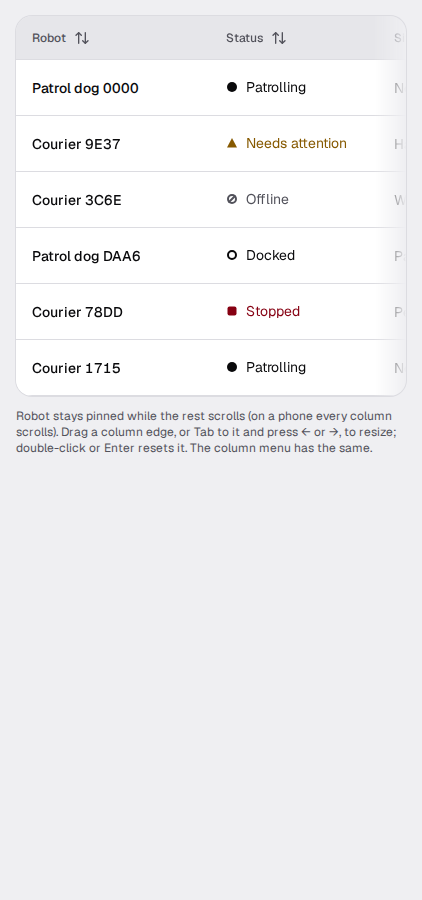 Robot Status
Patrol dog 0000 Patrolling
Courier 9E37 Needs attention
Courier 3C6E Offline
Patrol dog DAA6 Docked
Courier 78DD Stopped
Courier 1715 Patrolling
Robot stays pinned while the rest scrolls (on a phone every column
scrolls). Drag a column edge, or Tab to it and press ← or →, to resize;
double-click or Enter resets it. The column menu has the same.